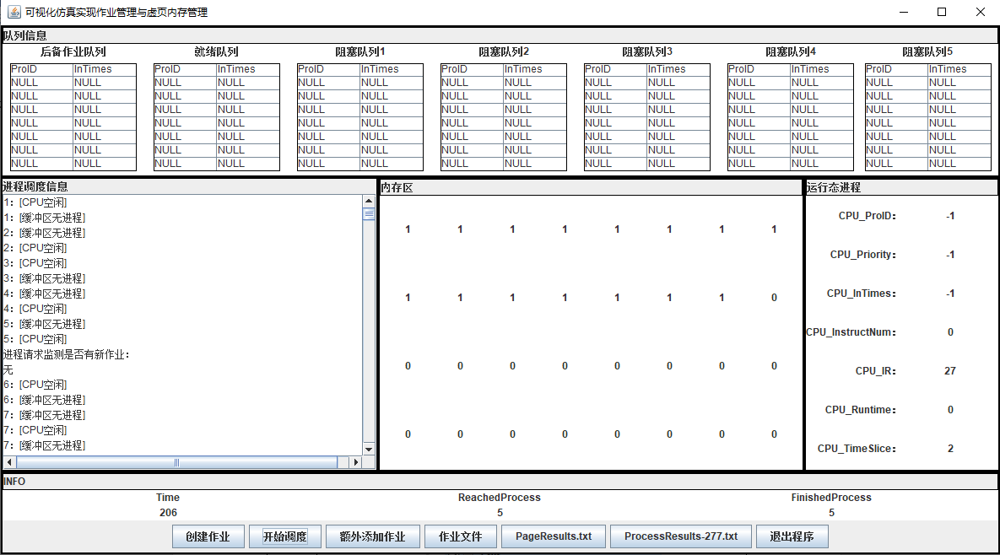 可视化仿真实现作业管理与虚页内存管理
队列信息
后备作业队列 就绪队列 阻塞队列1 阻塞队列2 阻塞队列3 阻塞队列4 阻塞队列5
ProID InTimes ProID InTimes ProID InTimes ProID InTimes ProID InTimes ProID InTimes ProID InTimes
NULL NULL NULL NULL NULL NULL NULL NULL NULL NULL NULL NULL NULL NULL
NULL NULL NULL NULL NULL NULL NULL NULL NULL NULL NULL NULL NULL NULL
NULL NULL NULL NULL NULL NULL NULL NULL NULL NULL NULL NULL NULL NULL
NULL NULL NULL NULL NULL NULL NULL NULL NULL NULL NULL NULL NULL NULL
NULL NULL NULL NULL NULL NULL NULL NULL NULL NULL NULL NULL NULL NULL
NULL NULL NULL NULL NULL NULL NULL NULL NULL NULL NULL NULL NULL NULL
NULL NULL NULL NULL NULL NULL NULL NULL NULL NULL NULL NULL NULL NULL
进程调度信息
1：[CPU空闲]
1：[缓冲区无进程]
2：[缓冲区无进程]
2：[CPU空闲]
3：[CPU空闲]
3：[缓冲区无进程]
4：[缓冲区无进程]
4：[CPU空闲]
5：[缓冲区无进程]
5：[CPU空闲]
进程请求监测是否有新作业：
无
6：[CPU空闲]
6：[缓冲区无进程]
7：[缓冲区无进程]
7：[CPU空闲]
7：[缓冲区无进程]
内存区
1 1 1 1 1 1 1 1
1 1 1 1 1 1 1 0
0 0 0 0 0 0 0 0
0 0 0 0 0 0 0 0
运行态进程
CPU_ProID： -1
CPU_Priority： -1
CPU_InTimes： -1
CPU_InstructNum： 0
CPU_IR： 27
CPU_Runtime： 0
CPU_TimeSlice： 2
INFO
Time ReachedProcess FinishedProcess
206 5 5
创建作业 开始调度 额外添加作业 作业文件 PageResults.txt ProcessResults-277.txt 退出程序